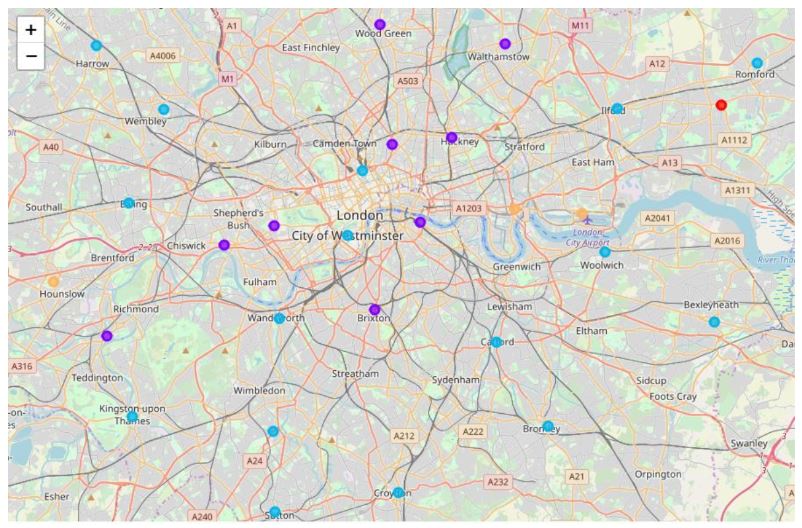 +
−
A1
Wood Green
M11
East Finchley
Harrow
A4006
Walthamstow
A12
Romford
M1
A503
Ilford
Wembley
A40
Kilburn
Camden Town
Hackney
Stratford
A1112
East Ham
A13
A1311
Southall
Ealing
Shepherd's
Bush
London
A1203
A2041
City of Westminster
London
City Airport
A2016
Chiswick
Brentford
Greenwich
Woolwich
Hounslow
Fulham
Richmond
Wandsworth
Brixton
Lewisham
Bexleyheath
Eltham
Catford
A316
Teddington
Streatham
Sydenham
Sidcup
Wimbledon
Foots Cray
Kingston upon
Thames
A212
A222
Bromley
Swanley
A24
A21
Orpington
A232
Esher
Croydon
A240
Sutton